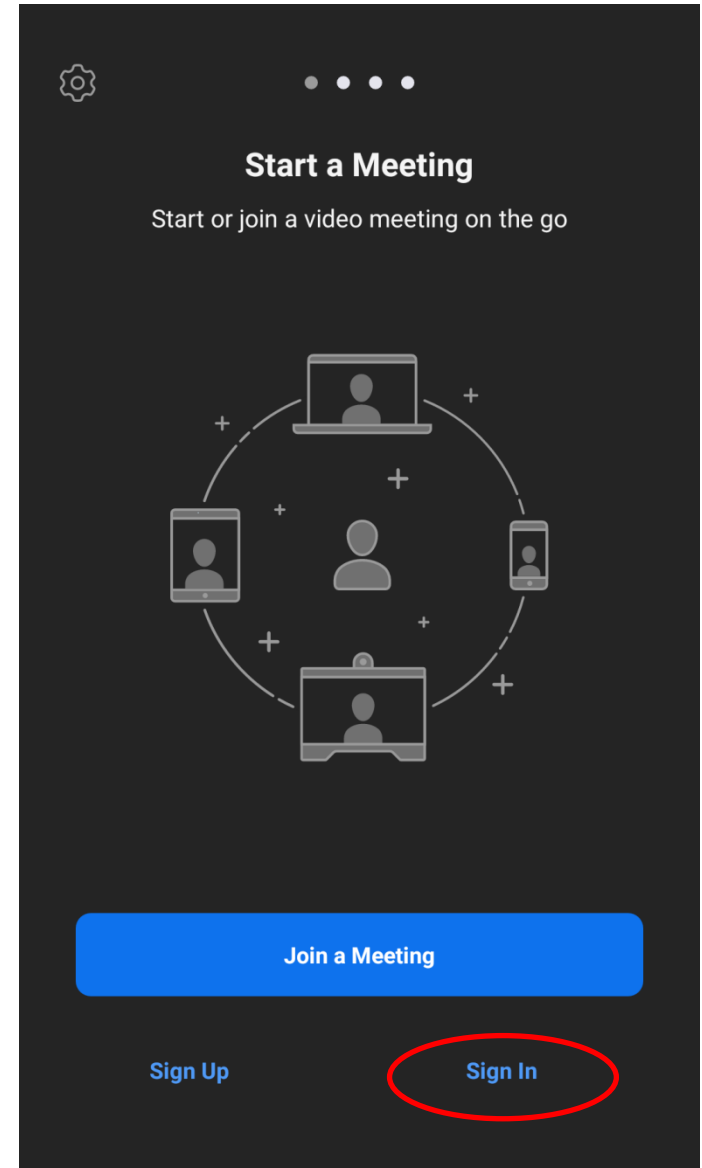 Start a Meeting
Start or join a video meeting on the go
Join a Meeting
Sign Up
Sign In